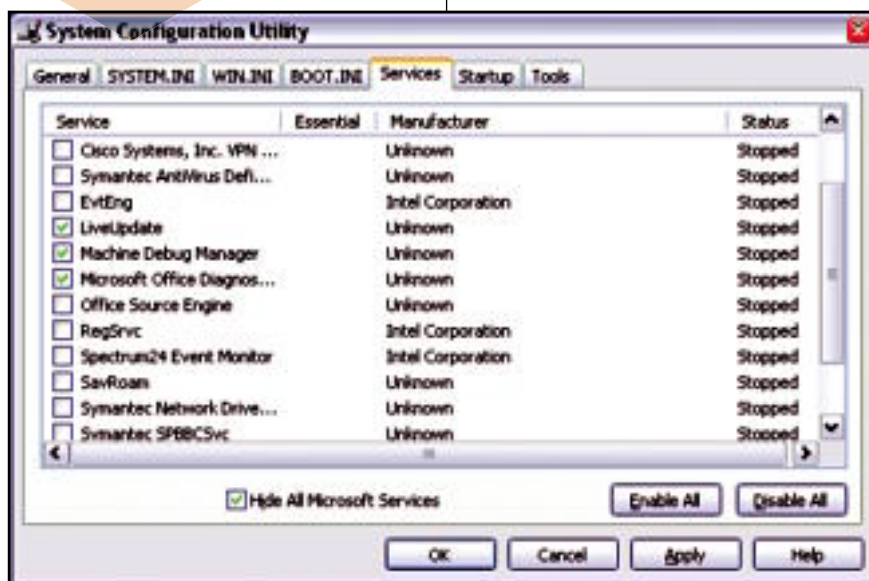 System Configuration Utility
General SYSTEM.INI WIN.INI BOOT.INI Services Startup Tools
Service Essential Manufacturer Status
Cisco Systems, Inc. VPN ... Unknown Stopped
Symantec AntiVirus Defi... Unknown Stopped
EvtEng Intel Corporation Stopped
LiveUpdate Unknown Stopped
Machine Debug Manager Unknown Stopped
Microsoft Office Diagnos... Unknown Stopped
Office Source Engine Unknown Stopped
RegSrvc Intel Corporation Stopped
Spectrum24 Event Monitor Intel Corporation Stopped
SavRoam Unknown Stopped
Symantec Network Drive... Unknown Stopped
Symantec SPBBCSvc Unknown Stopped
Hide All Microsoft Services Enable All Disable All
OK Cancel Apply Help